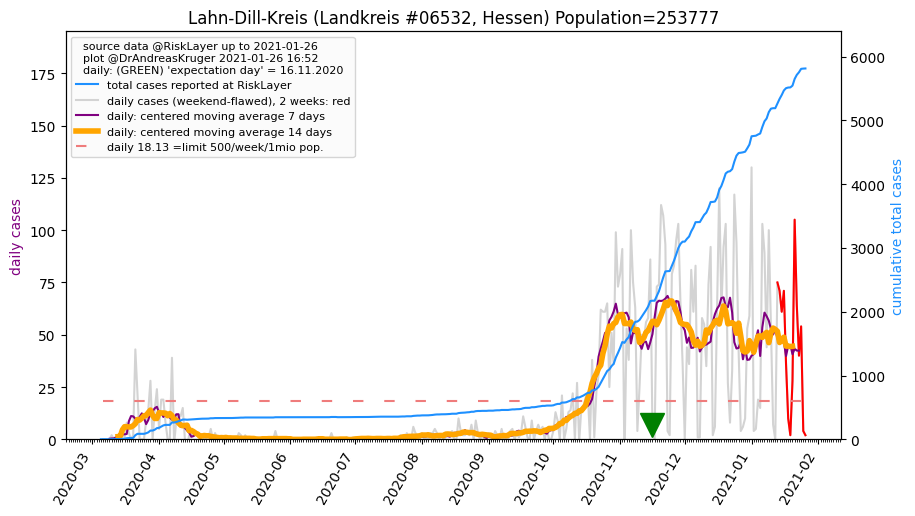 Lahn-Dill-Kreis (Landkreis #06532, Hessen) Population=253777
source data @RiskLayer up to 2021-01-26
plot @DrAndreasKruger 2021-01-26 16:52
daily: (GREEN) 'expectation day' = 16.11.2020
total cases reported at RiskLayer
daily cases (weekend-flawed), 2 weeks: red
daily: centered moving average 7 days
daily: centered moving average 14 days
daily 18.13 =limit 500/week/1mio pop.
daily cases
175
150
125
100
75
50
25
0
6000
5000
4000
3000
2000
1000
0
cumulative total cases
2020-03
2020-04
2020-05
2020-06
2020-07
2020-08
2020-09
2020-10
2020-11
2020-12
2021-01
2021-02